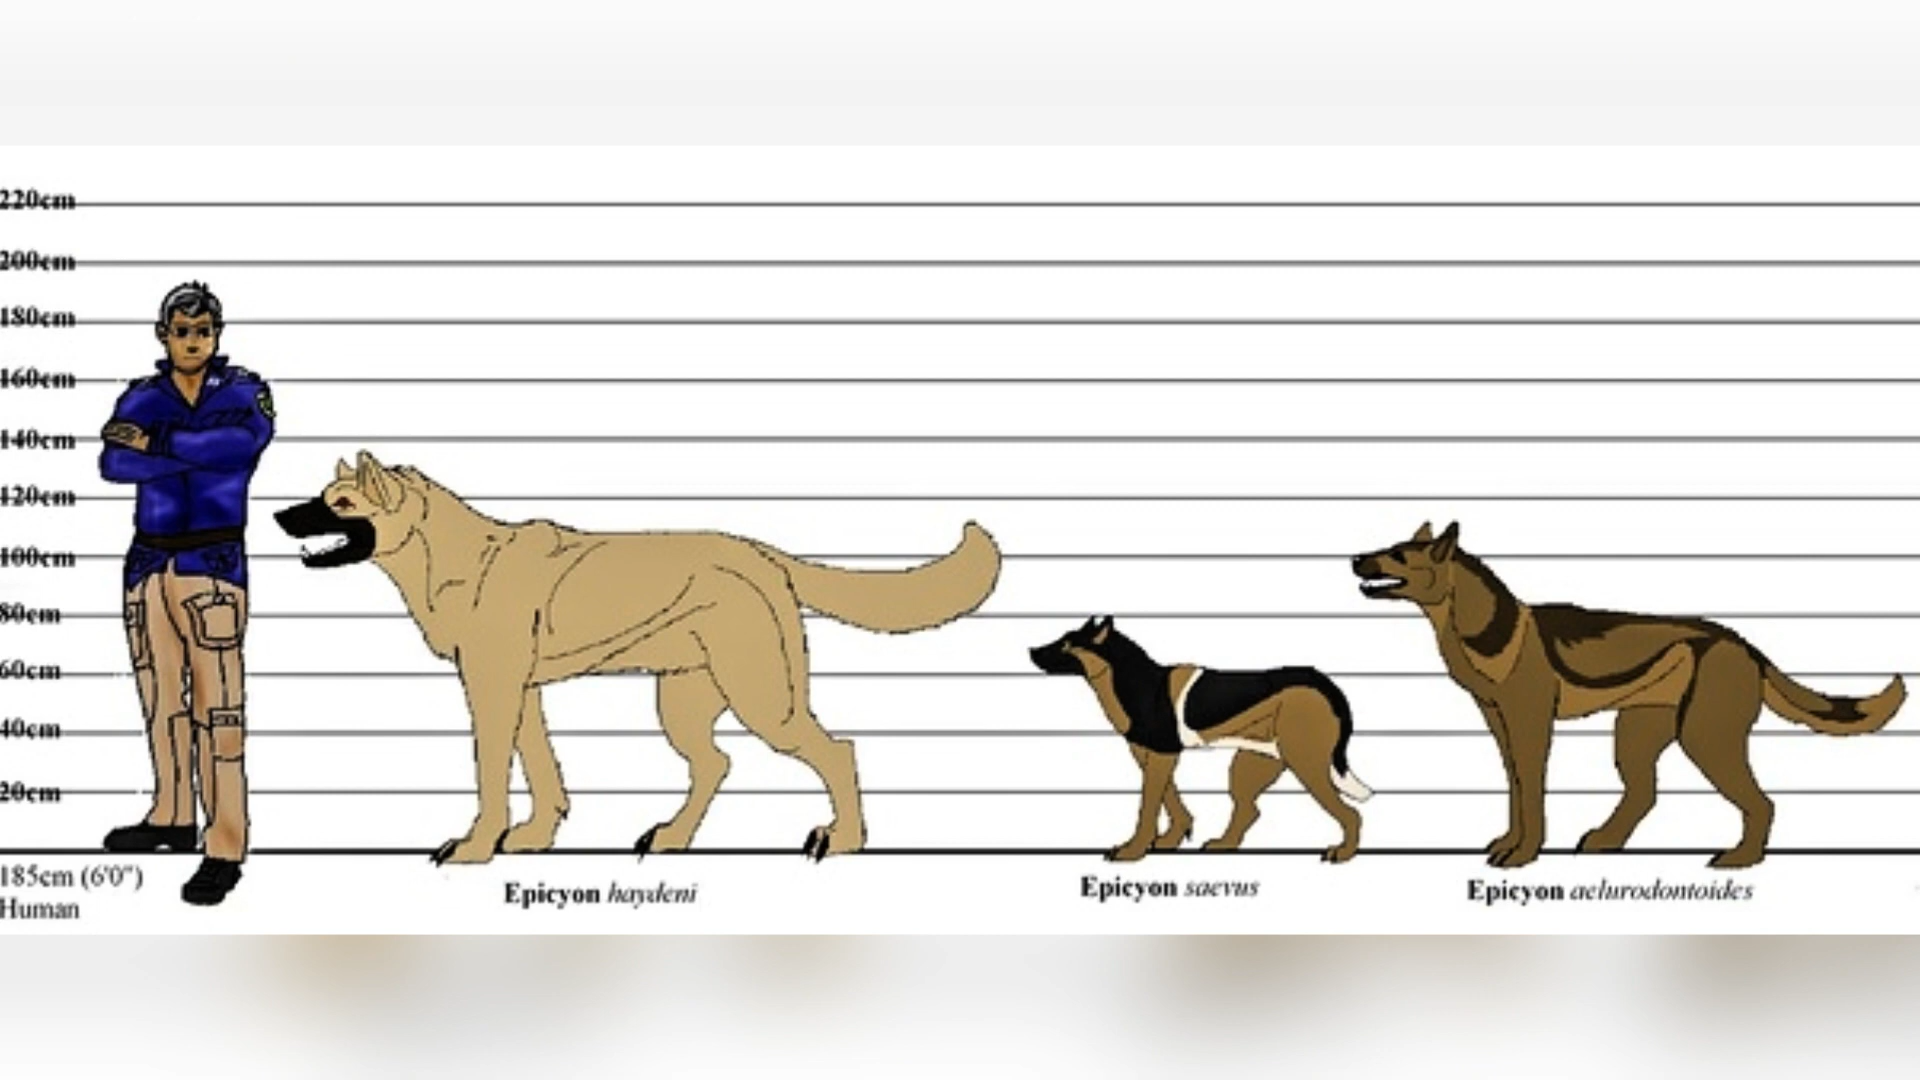 220cm
200cm
180cm
160cm
140cm
120cm
100cm
80cm
60cm
40cm
20cm
185cm (6'0")
Human
Epicyon haydeni
Epicyon saevus
Epicyon aelurodontoides